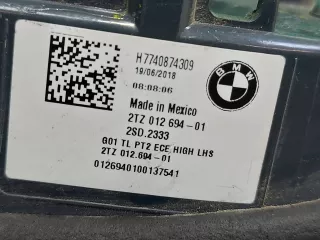 H7740874309
19/06/2018
08:08:06
BMW
Made in Mexico
2TZ 012 694-01
2SD.2333
G01 TL PT2 ECE HIGH LHS
2TZ 012.694-01
0126940100137541